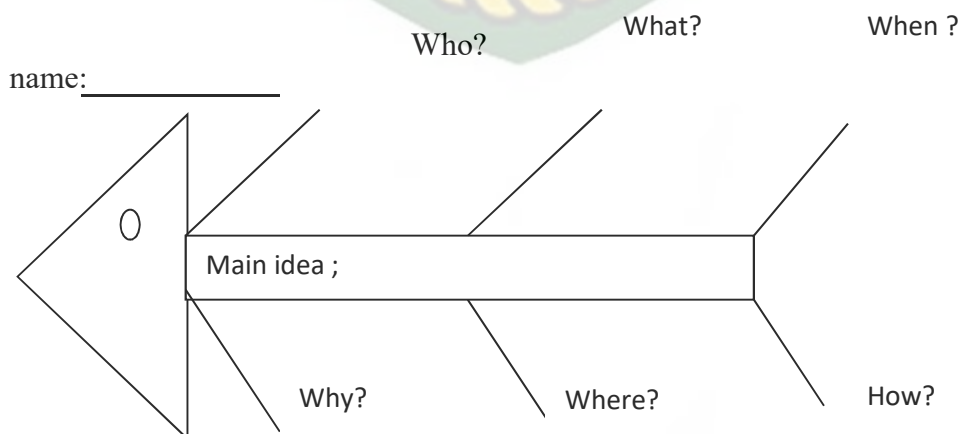 What?
When ?
Who?
name:
Main idea ;
Why?
Where?
How?